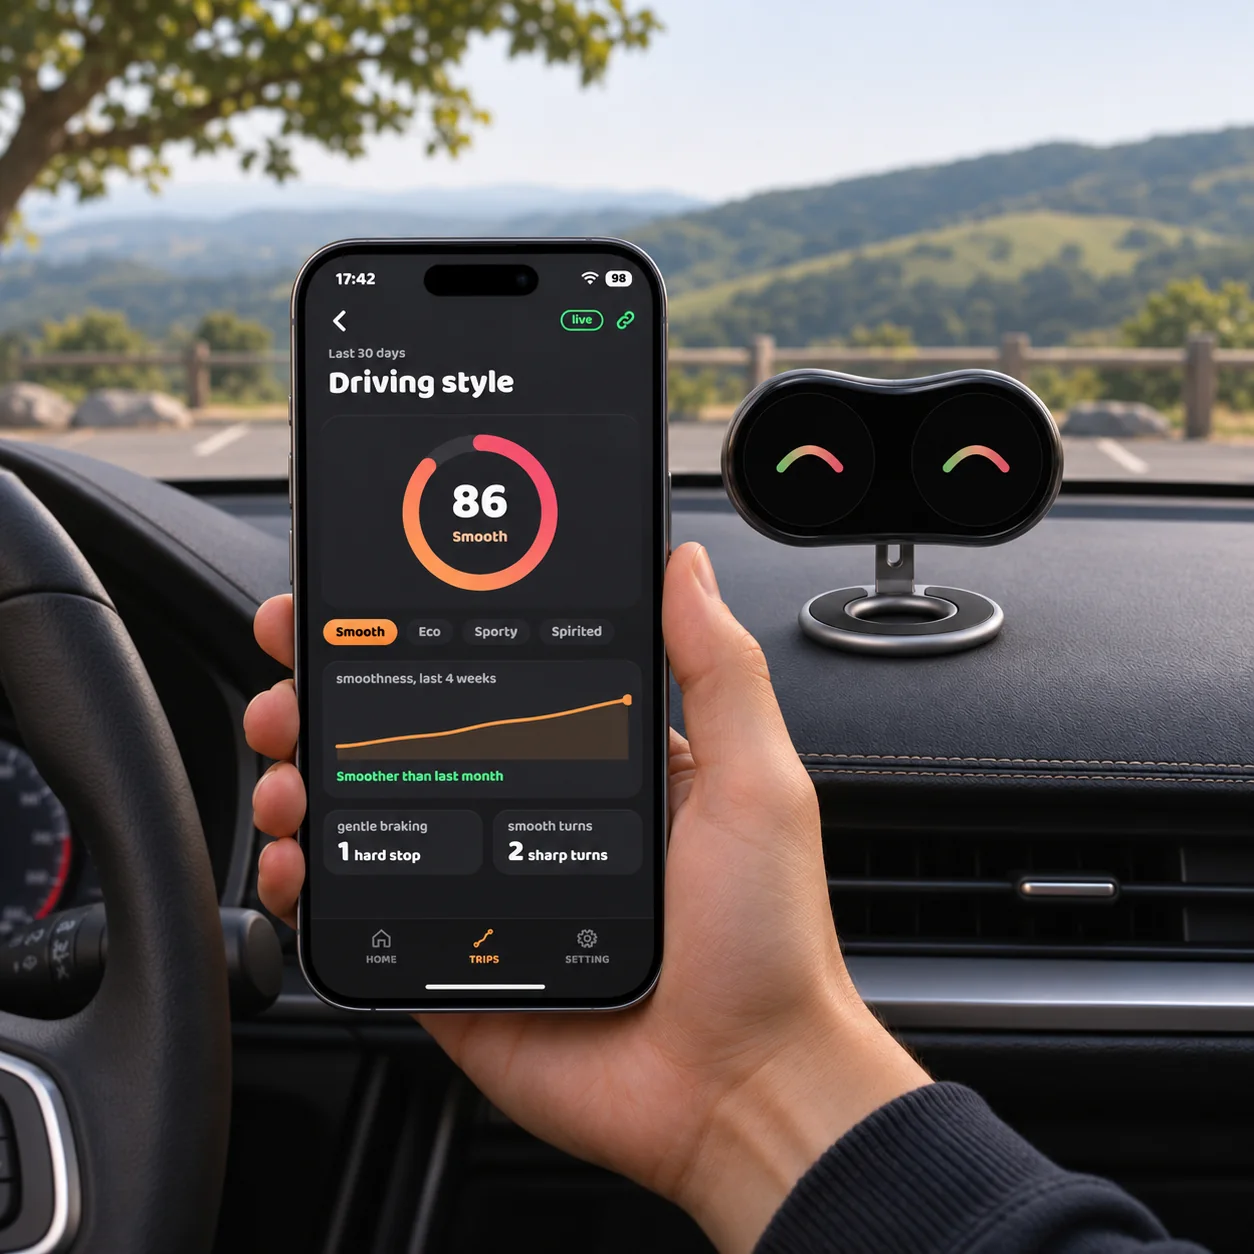 17:42
98
live
Last 30 days
Driving style
86
Smooth
Smooth Eco Sporty Spirited
smoothness, last 4 weeks
Smoother than last month
gentle braking
1 hard stop
smooth turns
2 sharp turns
HOME TRIPS SETTING